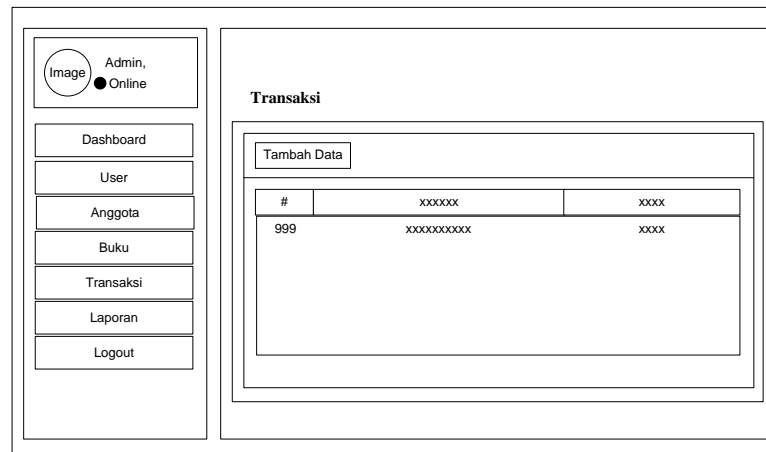 Image
Admin,
Online
Dashboard
User
Anggota
Buku
Transaksi
Laporan
Logout
Transaksi
Tambah Data
# xxxxxx xxxx
999 xxxxxxxxxx xxxx